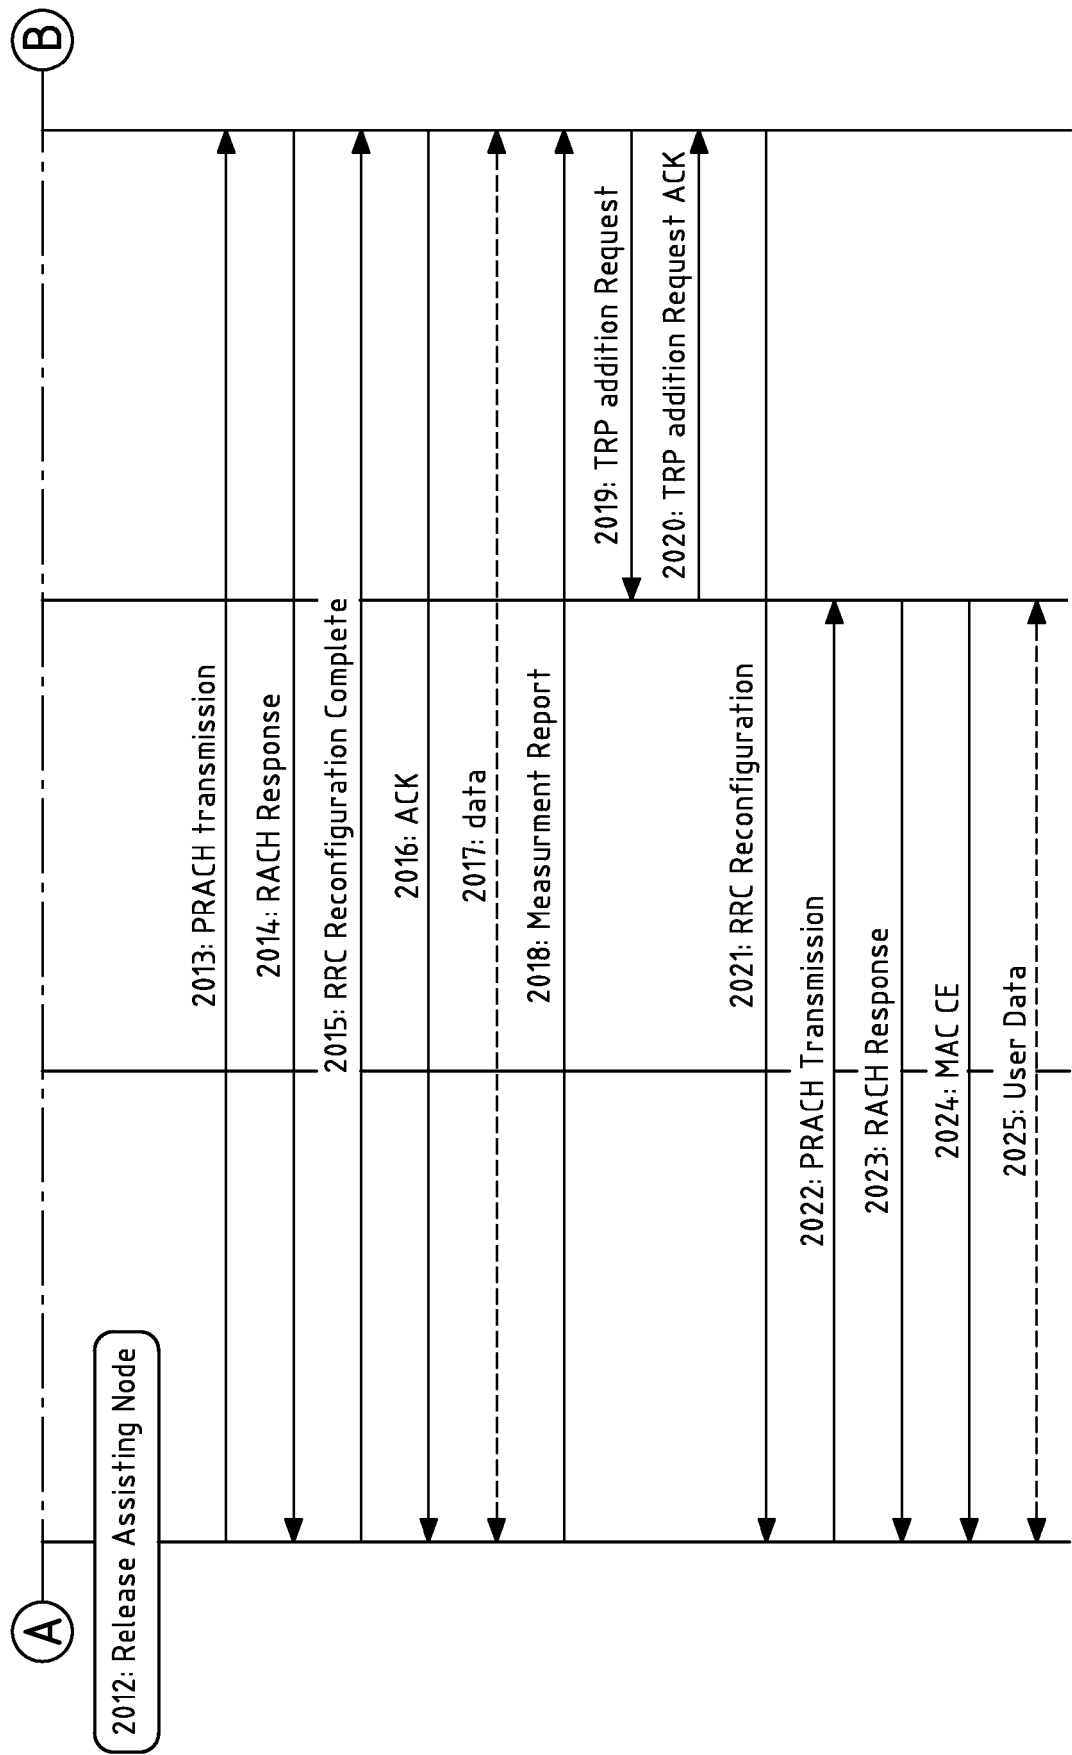 A
B
2012: Release Assisting Node
2013: PRACH transmission
2014: RACH Response
2015: RRC Reconfiguration Complete
2016: ACK
2017: data
2018: Measurment Report
2019: TRP addition Request
2020: TRP addition Request ACK
2021: RRC Reconfiguration
2022: PRACH Transmission
2023: RACH Response
2024: MAC CE
2025: User Data